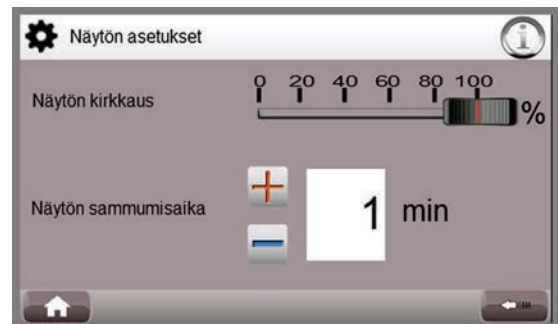 Näytön asetukset
0 20 40 60 80 100
Näytön kirkkaus
%
Näytön sammumisaika
1 min